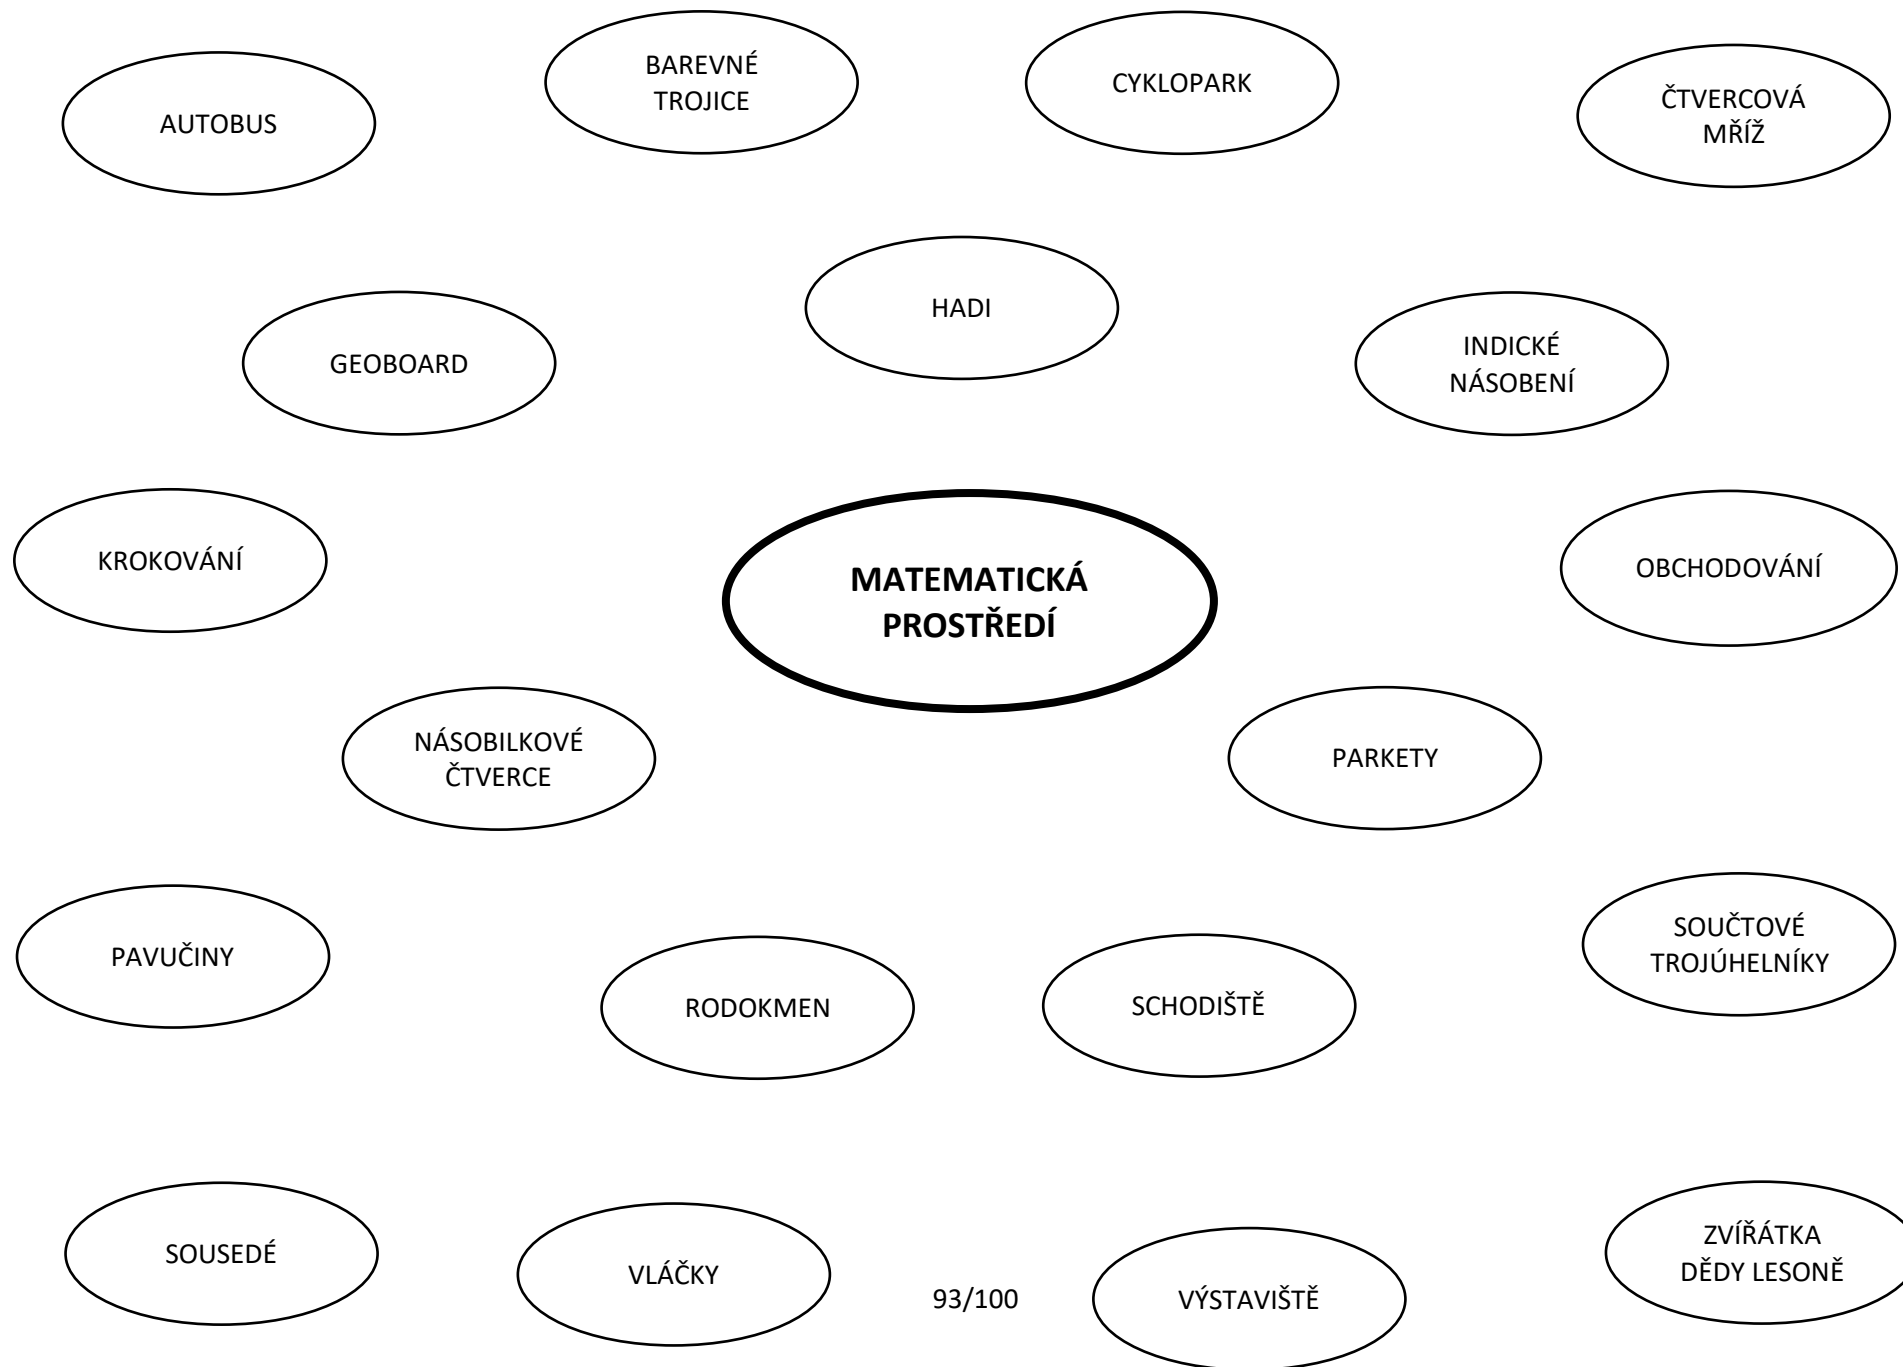 AUTOBUS
BAREVNÉ
TROJICE
CYKLOPARK
ČTVERCOVÁ
MŘÍŽ
GEOBOARD
HADI
INDICKÉ
NÁSOBENÍ
KROKOVÁNÍ
MATEMATICKÁ
PROSTŘEDÍ
OBCHODOVÁNÍ
NÁSOBILKOVÉ
ČTVERCE
PARKETY
PAVUČINY
RODOKMEN
SCHODIŠTĚ
SOUČTOVÉ
TROJÚHELNÍKY
SOUSEDÉ
VLÁČKY
93/100
VÝSTAVIŠTĚ
ZVÍŘÁTKA
DĚDY LESONĚ